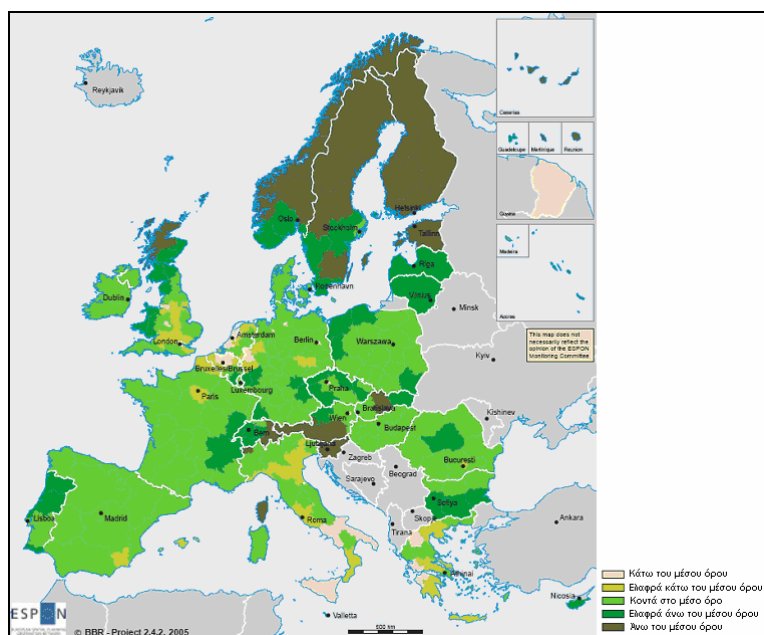 Reykjavik
Canarias
Guadeloupe
Martinique
Reunion
Guyane
Madeira
Acores
This map does not
necessarily reflect the
opinion of the ESPON
Monitoring Committee
Helsinki
Oslo
Stockholm
Tallinn
Riga
København
Vilnius
Minsk
Dublin
London
Amsterdam
Berlin
Warszawa
Kyiv
Bruxelles/Brussel
Luxembourg
Paris
Praha
Wien
Bratislava
Budapest
Kishinev
Bern
Ljubljana
Zagreb
Bucuresti
Beograd
Sarajevo
Sofiya
Skopje
Tirana
Ankara
Lisboa
Madrid
Roma
Athinai
Nicosia
Valletta
ESPON
© BBR - Project 2.4.2, 2005
500 km
Κάτω του μέσου όρου
Ελαφρά κάτω του μέσου όρου
Κοντά στο μέσο όρο
Ελαφρά άνω του μέσου όρου
Άνω του μέσου όρου